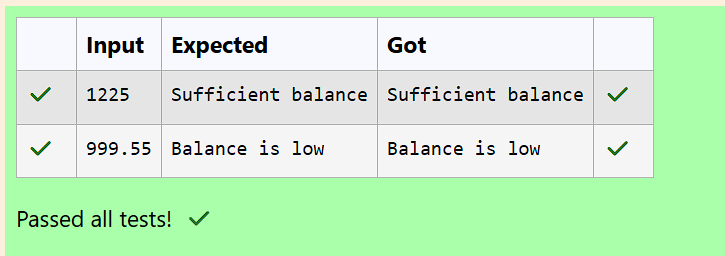 Input Expected Got
1225 Sufficient balance Sufficient balance
999.55 Balance is low Balance is low
Passed all tests!